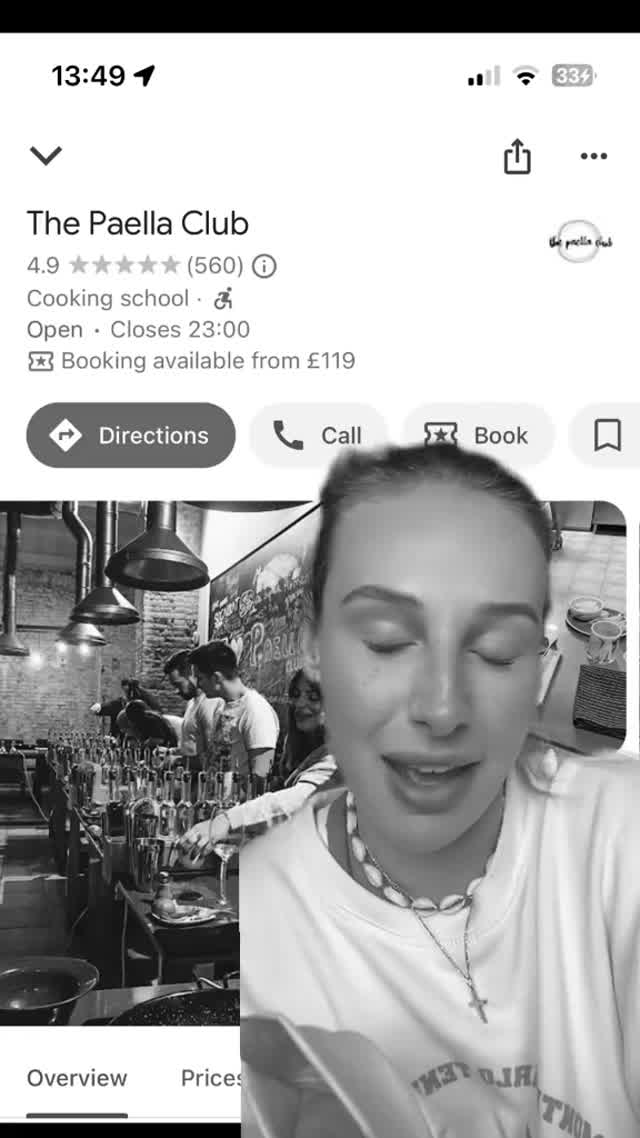 13:49
33
The Paella Club
the paella club
4.9 ★★★★★ (560)
Cooking school ·
Open · Closes 23:00
Booking available from £119
Directions
Call
Book
Overview
Prices